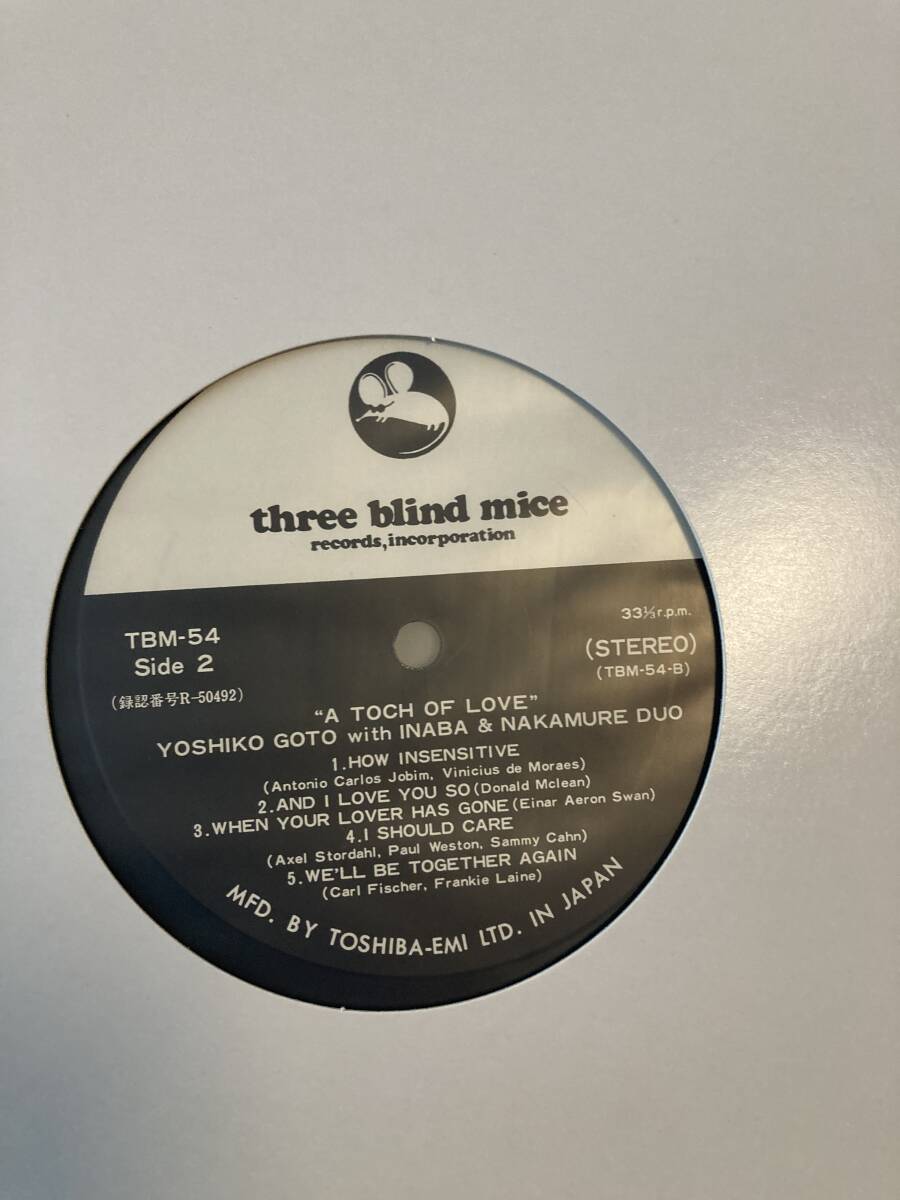 three blind mice
records, incorporation
33⅓ r.p.m.
TBM-54
(STEREO)
Side 2
(TBM-54-B)
(録認番号R-50492)
"A TOCH OF LOVE"
YOSHIKO GOTO with INABA & NAKAMURE DUO
1.HOW INSENSITIVE
(Antonio Carlos Jobim, Vinicius de Moraes)
2.AND I LOVE YOU SO (Donald Mclean)
3.WHEN YOUR LOVER HAS GONE (Einar Aeron Swan)
4.I SHOULD CARE
(Axel Stordahl, Paul Weston, Sammy Cahn)
5.WE'LL BE TOGETHER AGAIN
(Carl Fischer, Frankie Laine)
MFD. BY TOSHIBA-EMI LTD. IN JAPAN